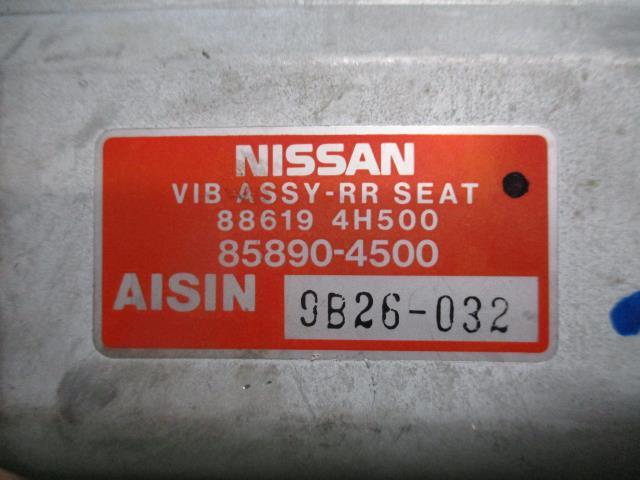 NISSAN
VIB ASSY-RR SEAT
88619 4H500
85890-4500
AISIN 9B26-032